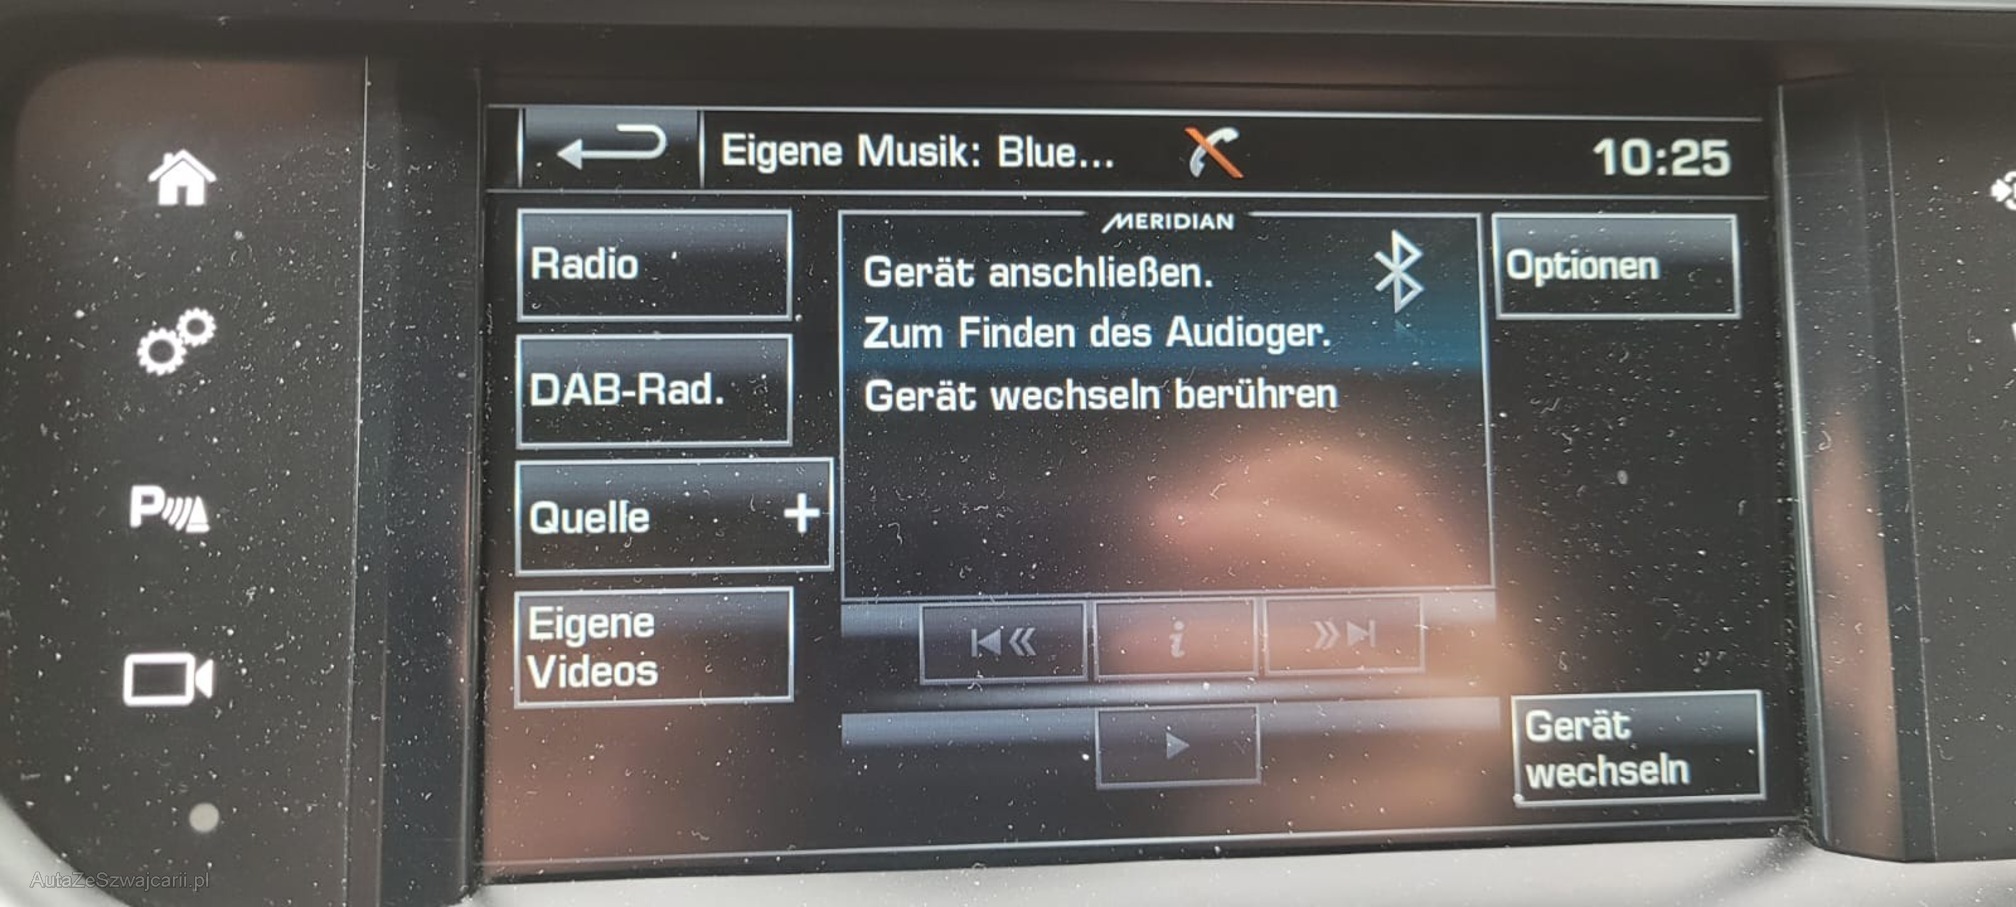 Eigene Musik: Blue...
10:25
Radio
DAB-Rad.
Quelle +
Eigene
Videos
MERIDIAN
Gerät anschließen.
Zum Finden des Audioger.
Gerät wechseln berühren
i
Optionen
Gerät
wechseln
P
AutaZeSzwajcarii.pl